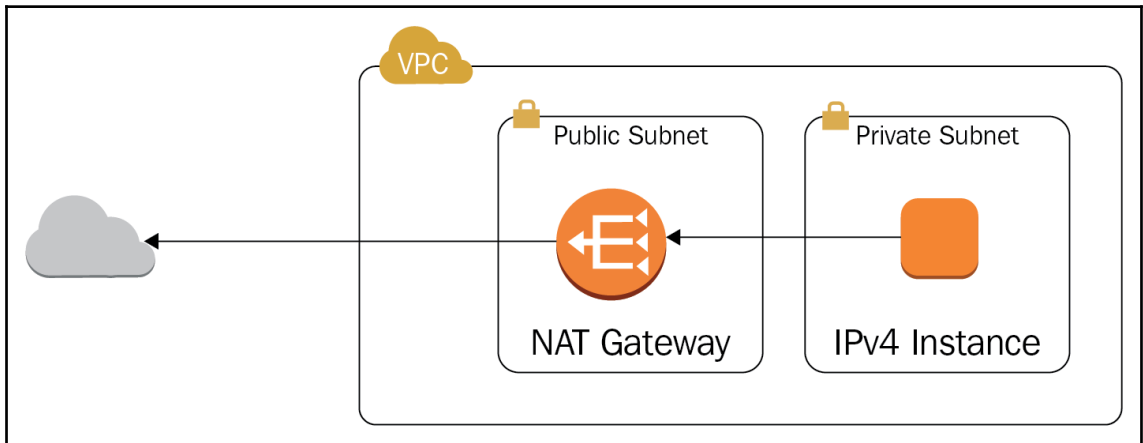 VPC
Public Subnet
Private Subnet
NAT Gateway
IPv4 Instance